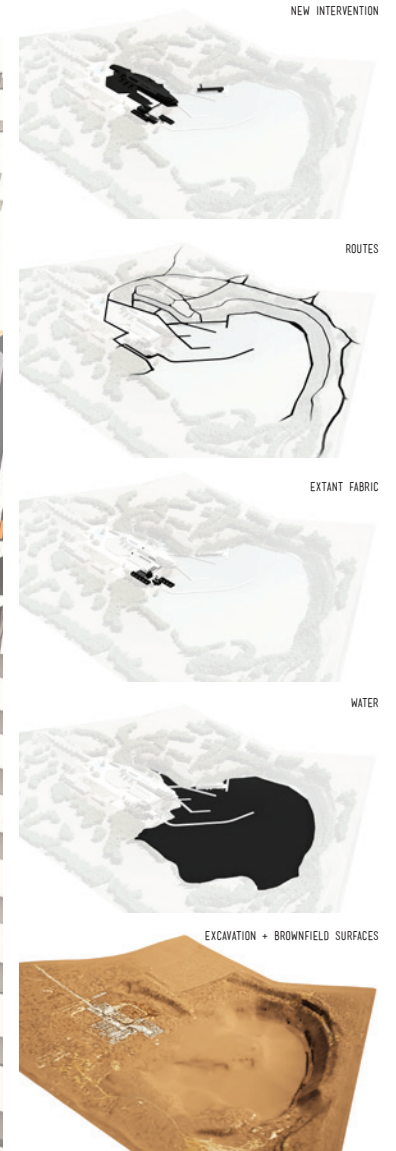 NEW INTERVENTION
ROUTES
EXTANT FABRIC
WATER
EXCAVATION + BROWNFIELD SURFACES